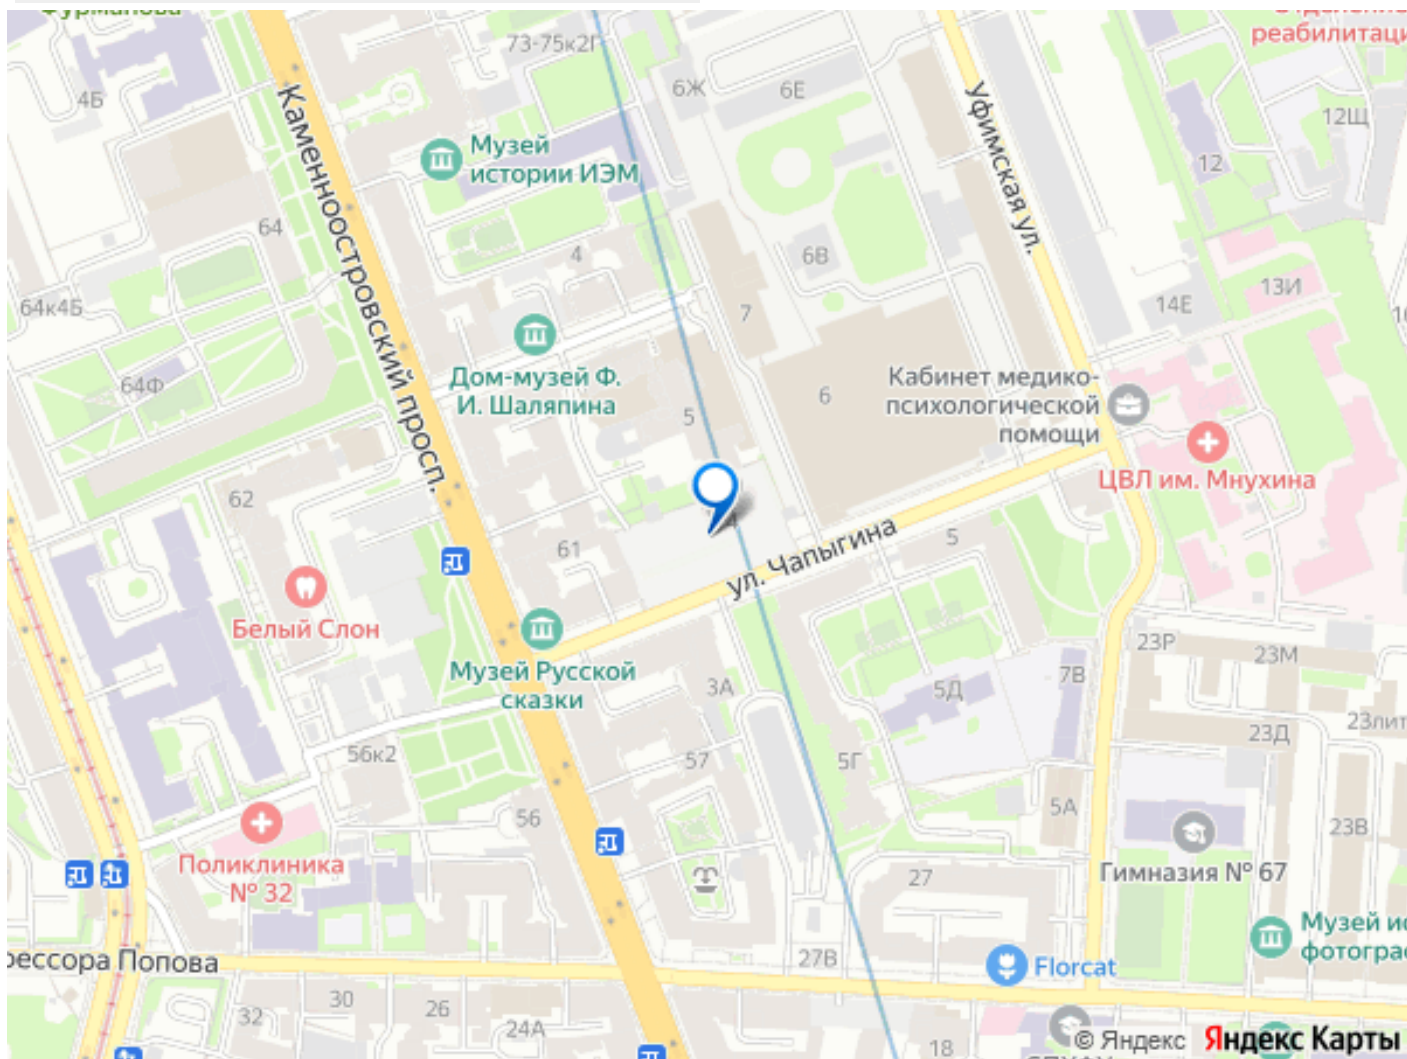 73-75к2Г
реабилитаци
4Б
6Ж
6Е
12Щ
Каменноостровский просп.
Уфимская ул.
Музей
истории ИЭМ
12
64
4
6В
13И
64к4Б
7
14Е
Дом-музей Ф.
И. Шаляпина
64Ф
5
6
Кабинет медико-
психологической
помощи
ЦВЛ им. Мнухина
62
61
ул. Чапыгина
5
Белый Слон
Музей Русской
сказки
3А
5Д
7В
23Р
23М
23лит
23Д
56к2
57
5Г
5А
56
23В
Поликлиника
№ 32
Гимназия № 67
27
Музей ис
фотограф
рессора Попова
27В
Florcat
30
32
26
24А
18
© Яндекс
Яндекс Карты